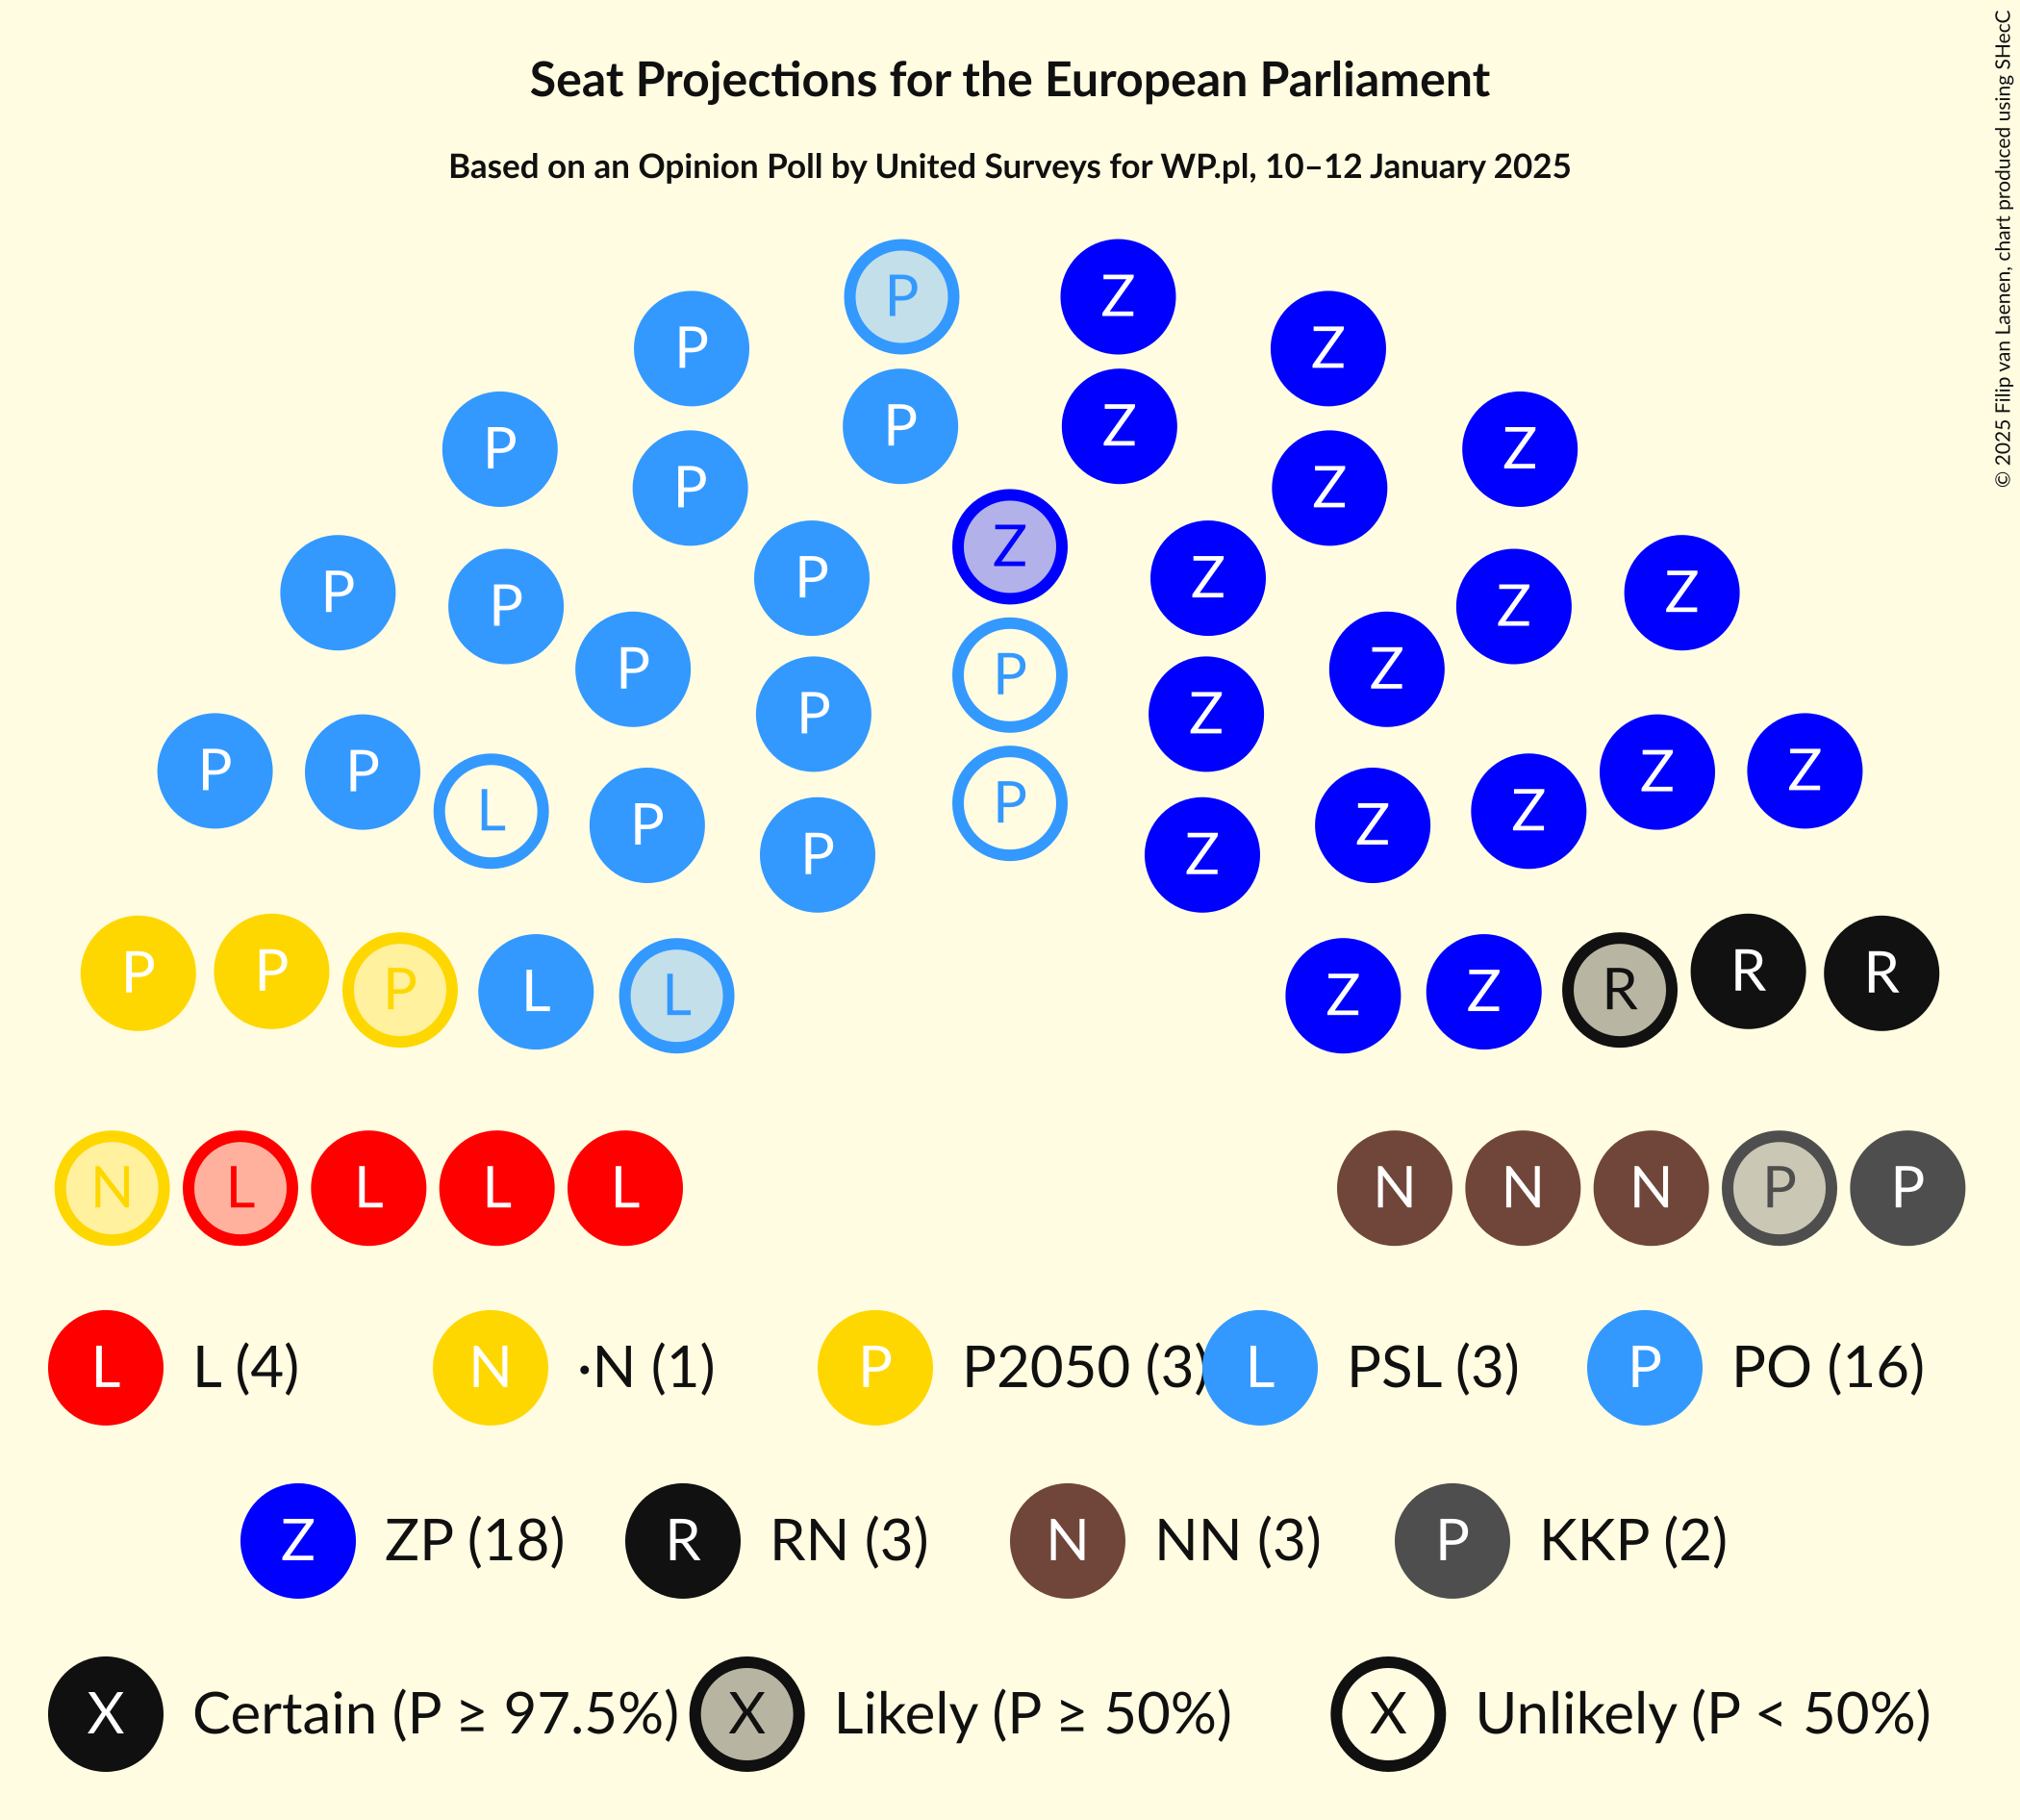 Seat Projections for the European Parliament
Based on an Opinion Poll by United Surveys for WP.pl, 10–12 January 2025
© 2025 Filip van Laenen, chart produced using SHecC
P Z
P Z
P Z
P Z
P Z
P Z
Z
P Z
P Z
P Z
P Z
P
P Z
P P Z Z
L Z
P
P Z
P Z
P P P L L Z Z R R R
N L L L L N N N P P
L L (4) N ·N (1) P P2050 (3) L PSL (3) P PO (16)
Z ZP (18) R RN (3) N NN (3) P KKP (2)
X Certain (P ≥ 97.5%) X Likely (P ≥ 50%) X Unlikely (P < 50%)